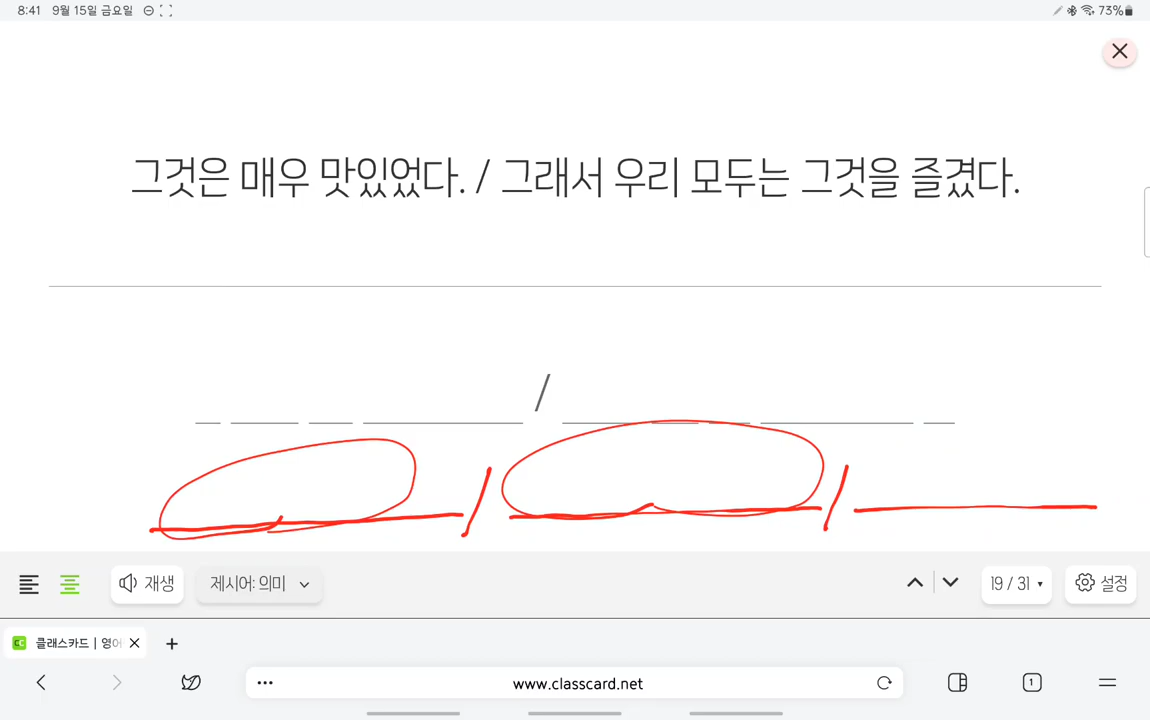 8:41 9월 15일 금요일 73%
그것은 매우 맛있었다. / 그래서 우리 모두는 그것을 즐겼다.
/
재생 제시어: 의미 19 / 31 설정
클래스카드 | 영어
www.classcard.net
1